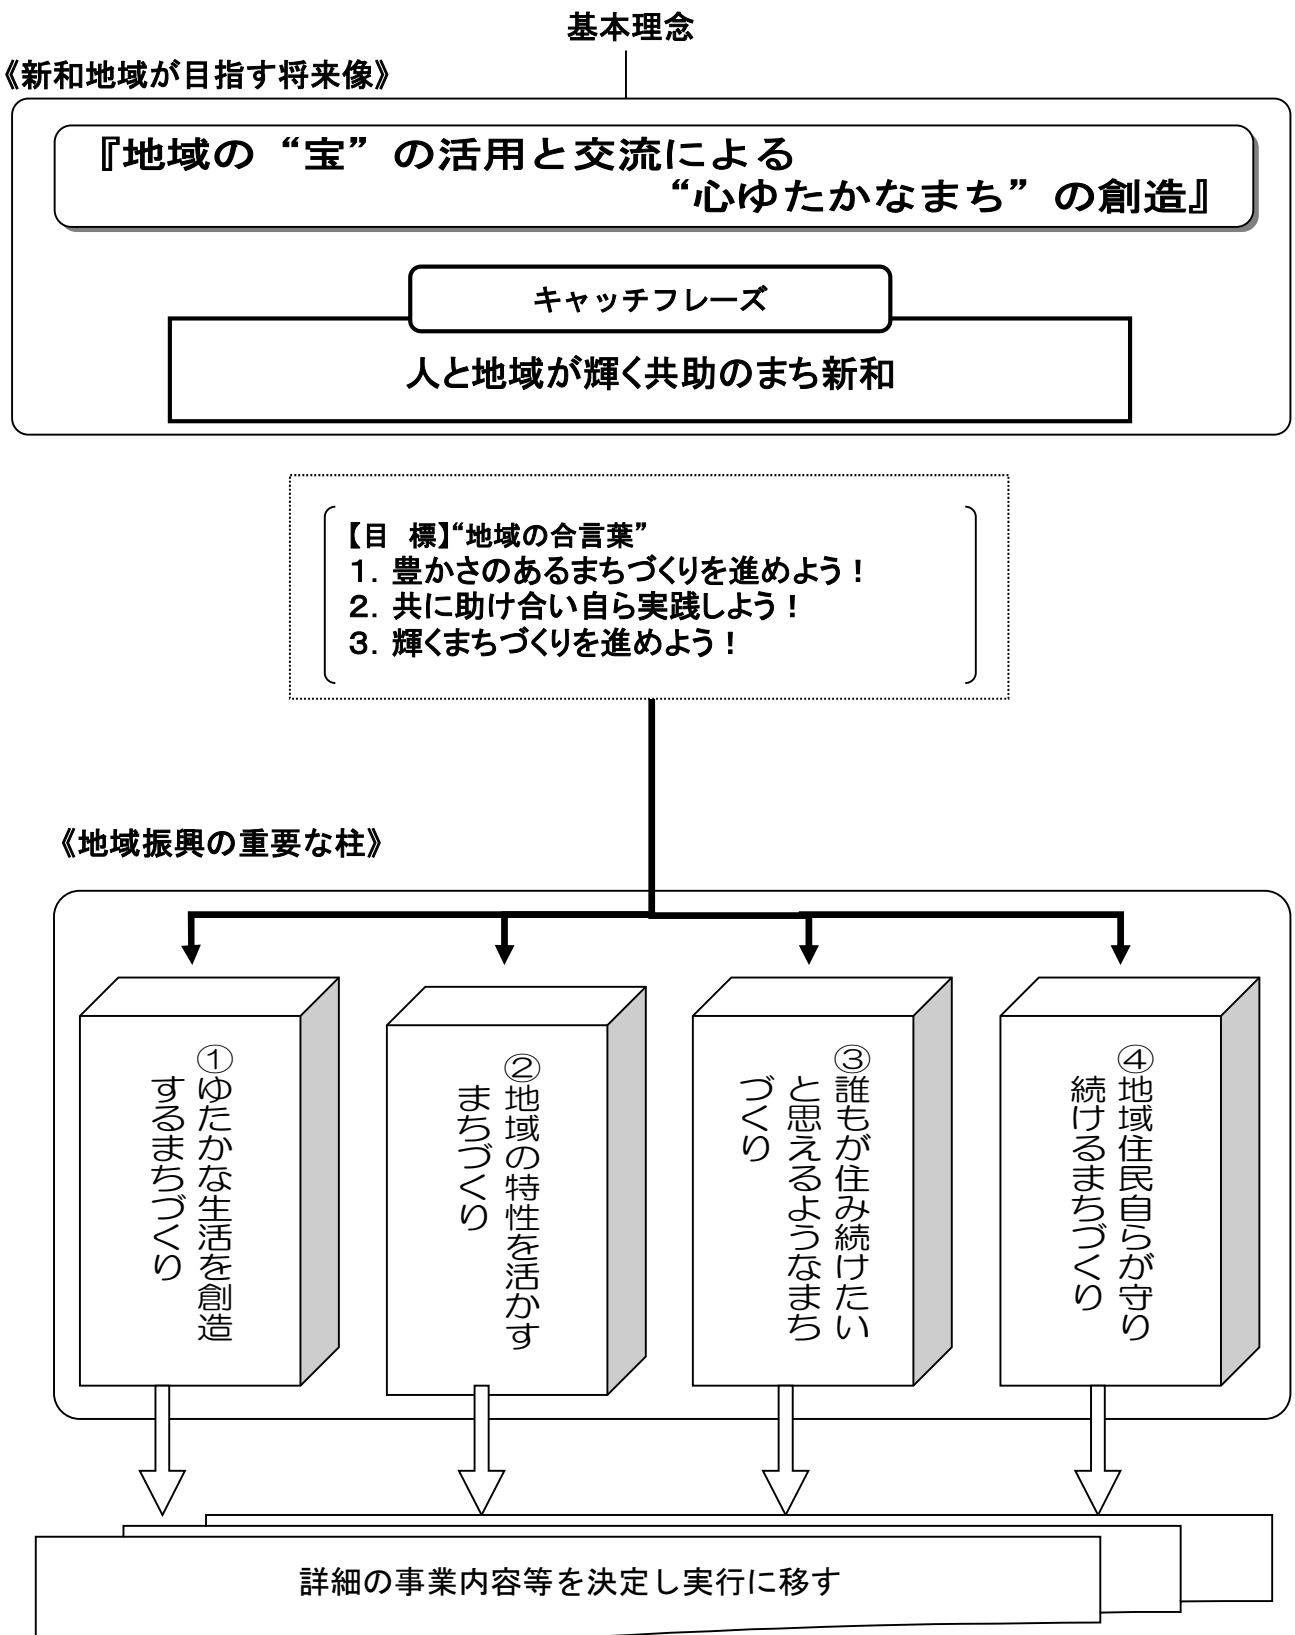 基本理念
《新和地域が目指す将来像》
『地域の“宝”の活用と交流による
“心ゆたかなまち”の創造』
キャッチフレーズ
人と地域が輝く共助のまち新和
【目　標】“地域の合言葉”
１．豊かさのあるまちづくりを進めよう！
２．共に助け合い自ら実践しよう！
３．輝くまちづくりを進めよう！
《地域振興の重要な柱》
①ゆたかな生活を創造
するまちづくり
②地域の特性を活かす
まちづくり
③誰もが住み続けたい
と思えるようなまち
づくり
④地域住民自らが守り
続けるまちづくり
詳細の事業内容等を決定し実行に移す